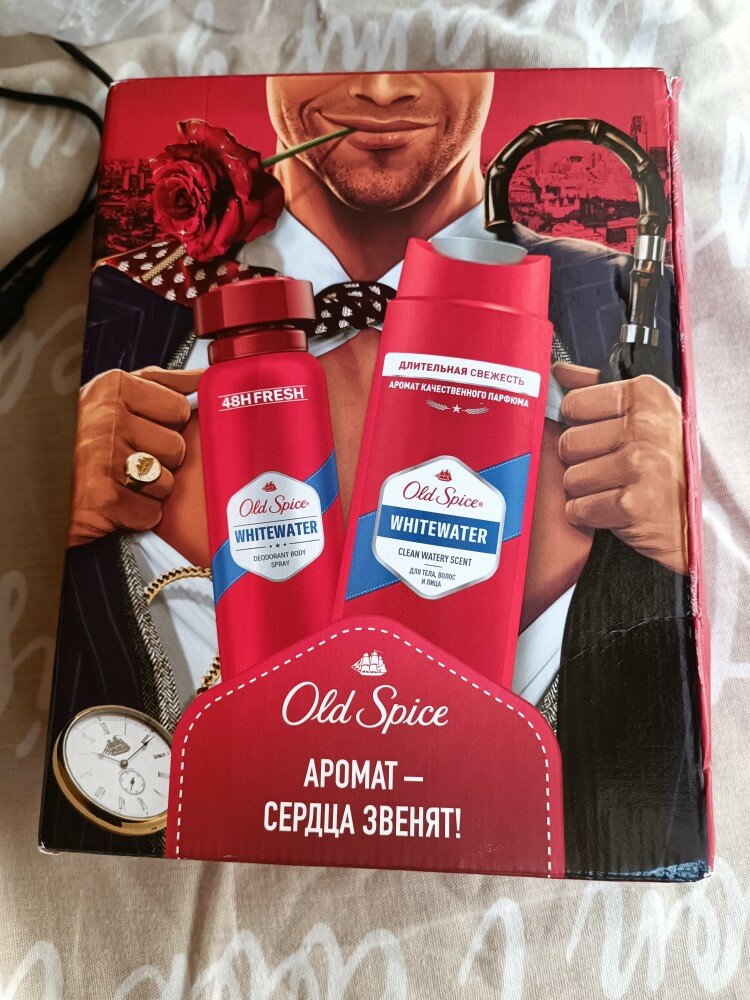 48H FRESH
Old Spice
WHITEWATER
DEODORANT BODY
SPRAY
ДЛИТЕЛЬНАЯ СВЕЖЕСТЬ
АРОМАТ КАЧЕСТВЕННОГО ПАРФЮМА
Old Spice®
WHITEWATER
CLEAN WATERY SCENT
ДЛЯ ТЕЛА, ВОЛОС
И ЛИЦА
Old Spice
АРОМАТ –
СЕРДЦА ЗВЕНЯТ!